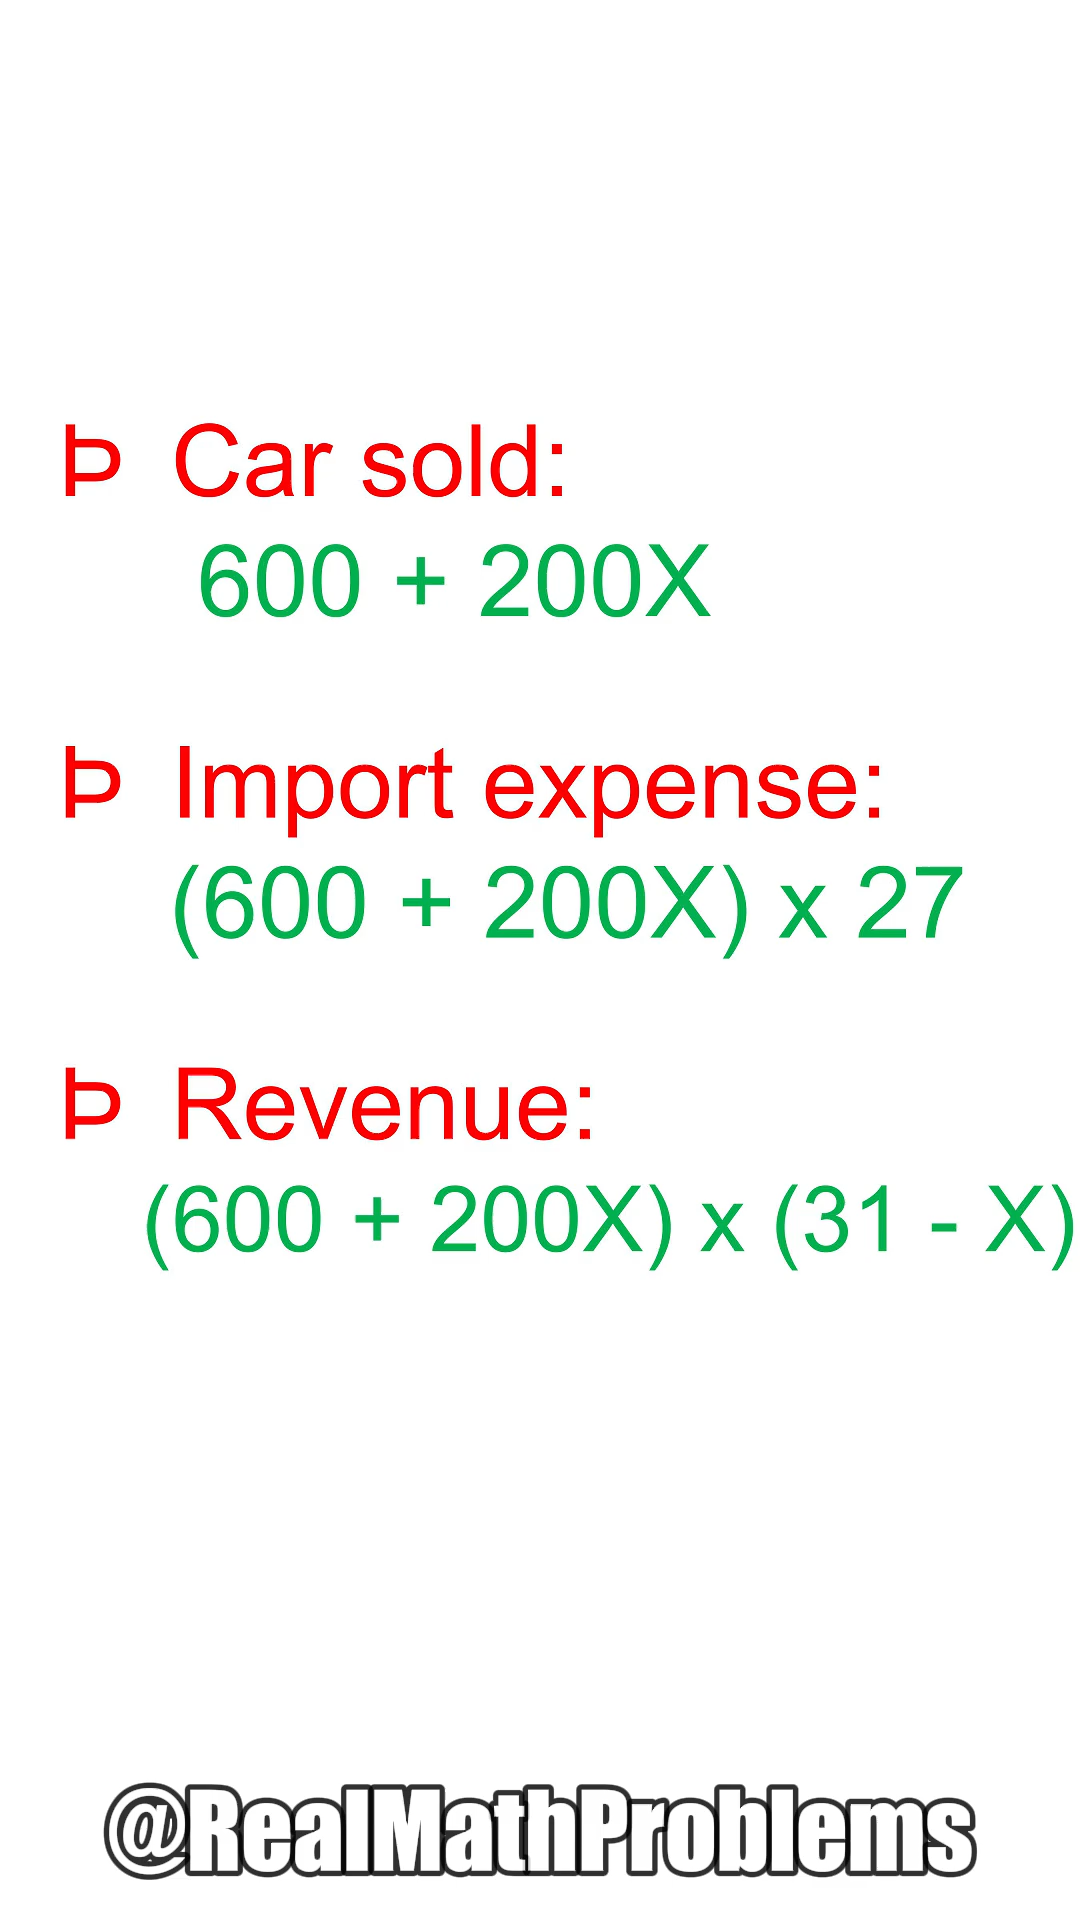 Þ Car sold:
600 + 200X
Þ Import expense:
(600 + 200X) x 27
Þ Revenue:
(600 + 200X) x (31 - X)
@RealMathProblems